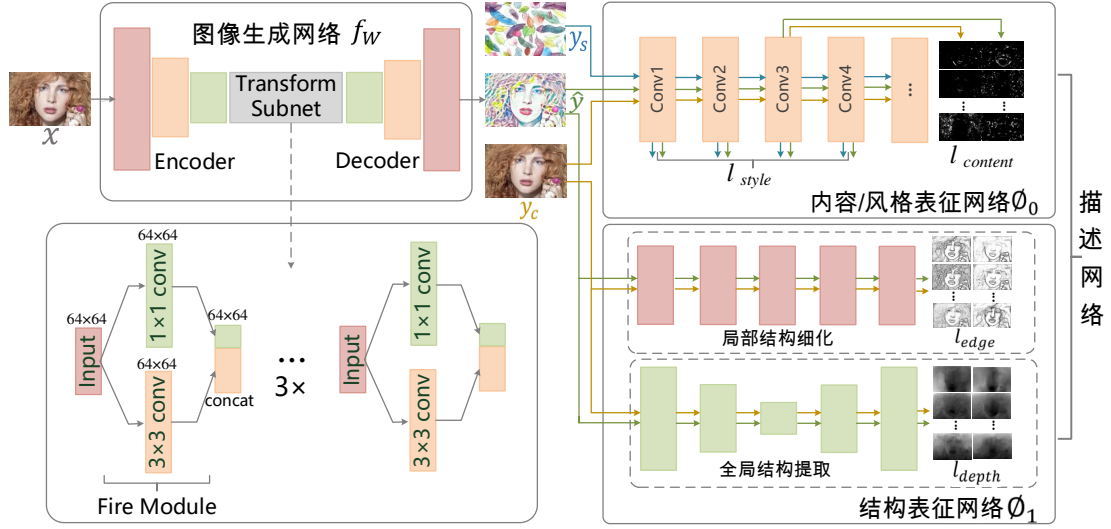 图像生成网络 f_W
x
Encoder
Transform
Subnet
Decoder
y_s
ŷ
y_c
Conv1
Conv2
Conv3
Conv4
...
l_style
l_content
内容/风格表征网络∅_0
64×64
Input
64×64
1×1 conv
64×64
3×3 conv
64×64
concat
Fire Module
...
3×
Input
1×1 conv
3×3 conv
局部结构细化
l_edge
全局结构提取
l_depth
结构表征网络∅_1
描述网络